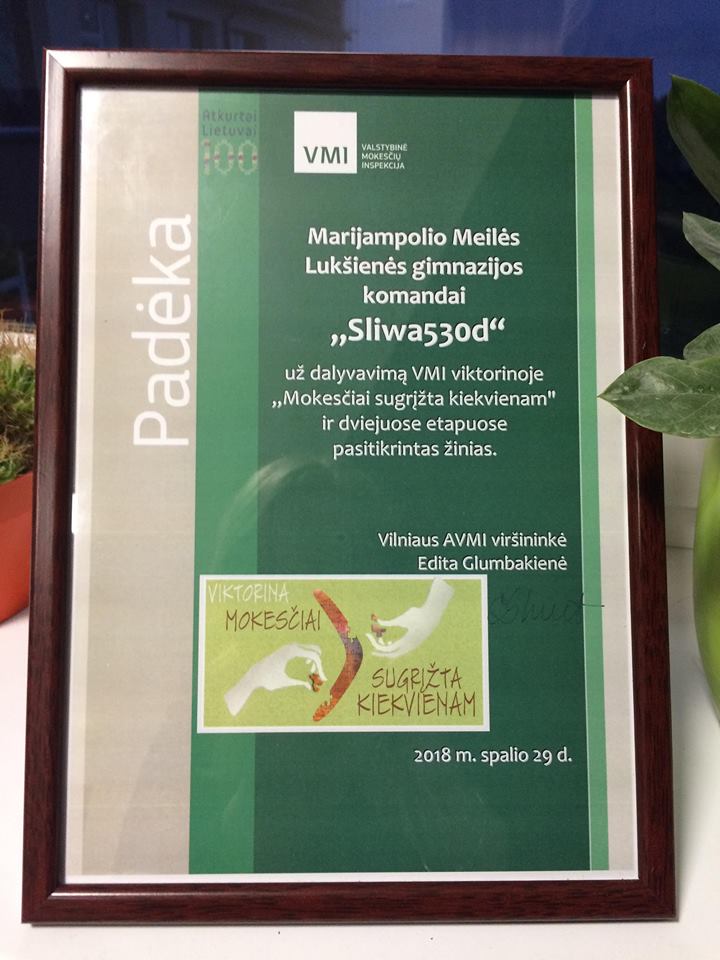 Atkurtai
Lietuvai
100
VMI
VALSTYBINĖ
MOKESČIŲ
INSPEKCIJA
Padėka
Marijampolio Meilės
Lukšienės gimnazijos
komandai
„Sliwa530d“
už dalyvavimą VMI viktorinoje
„Mokesčiai sugrįžta kiekvienam"
ir dviejuose etapuose
pasitikrintas žinias.
Vilniaus AVMI viršininkė
Edita Glumbakienė
VIKTORINA
MOKESČIAI
SUGRĮŽTA
KIEKVIENAM
2018 m. spalio 29 d.